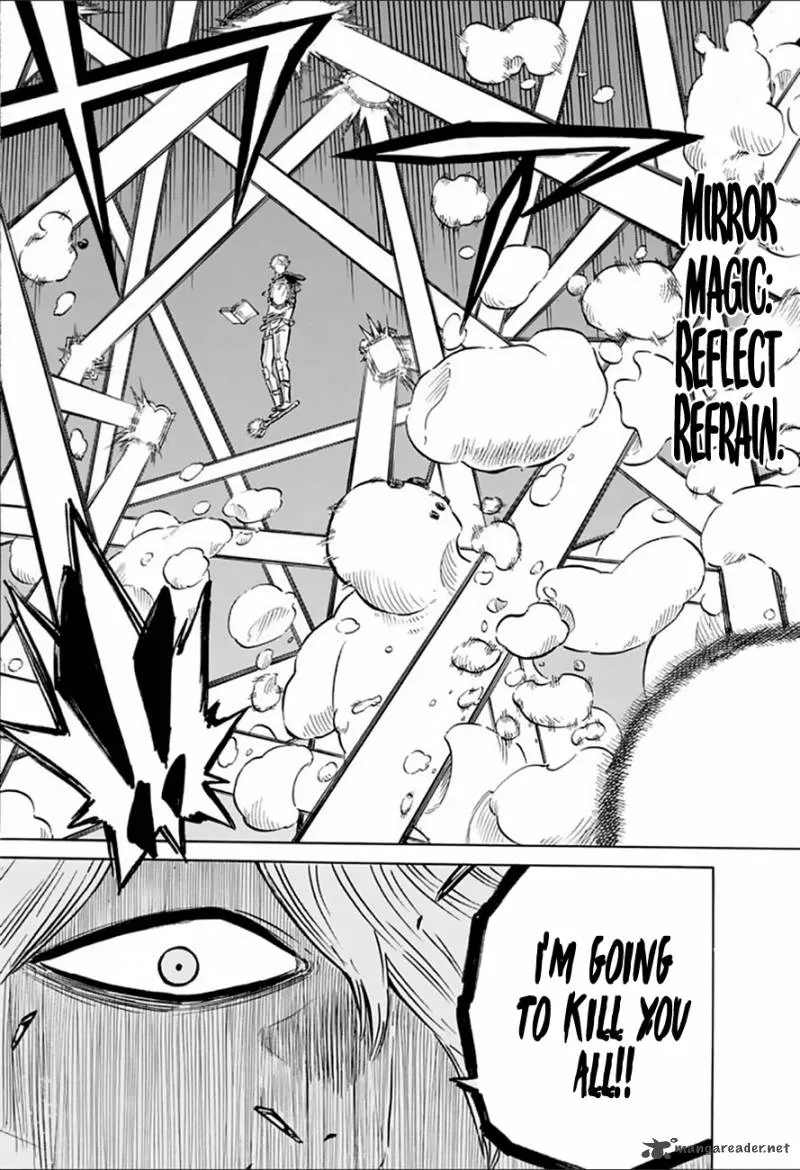 MIRROR
MAGIC:
REFLECT
REFRAIN.
I'M GOING
TO KILL YOU
ALL!!
mangareader.net